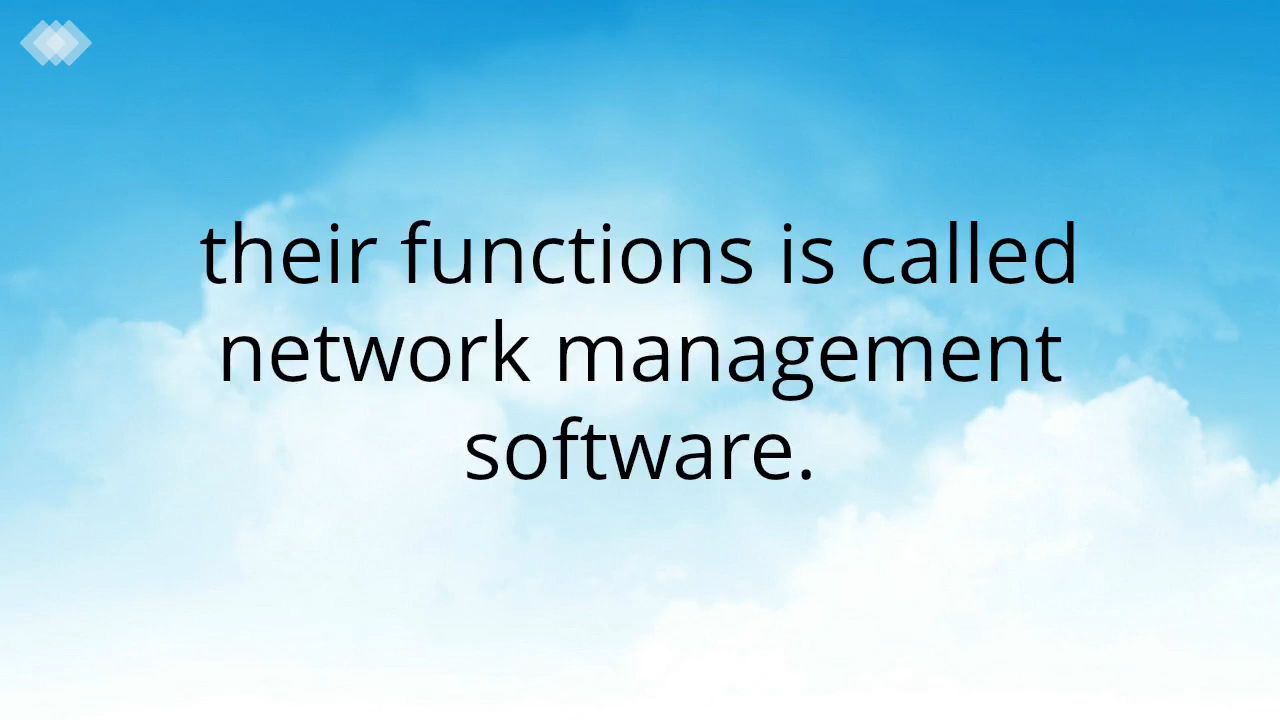 their functions is called
network management
software.